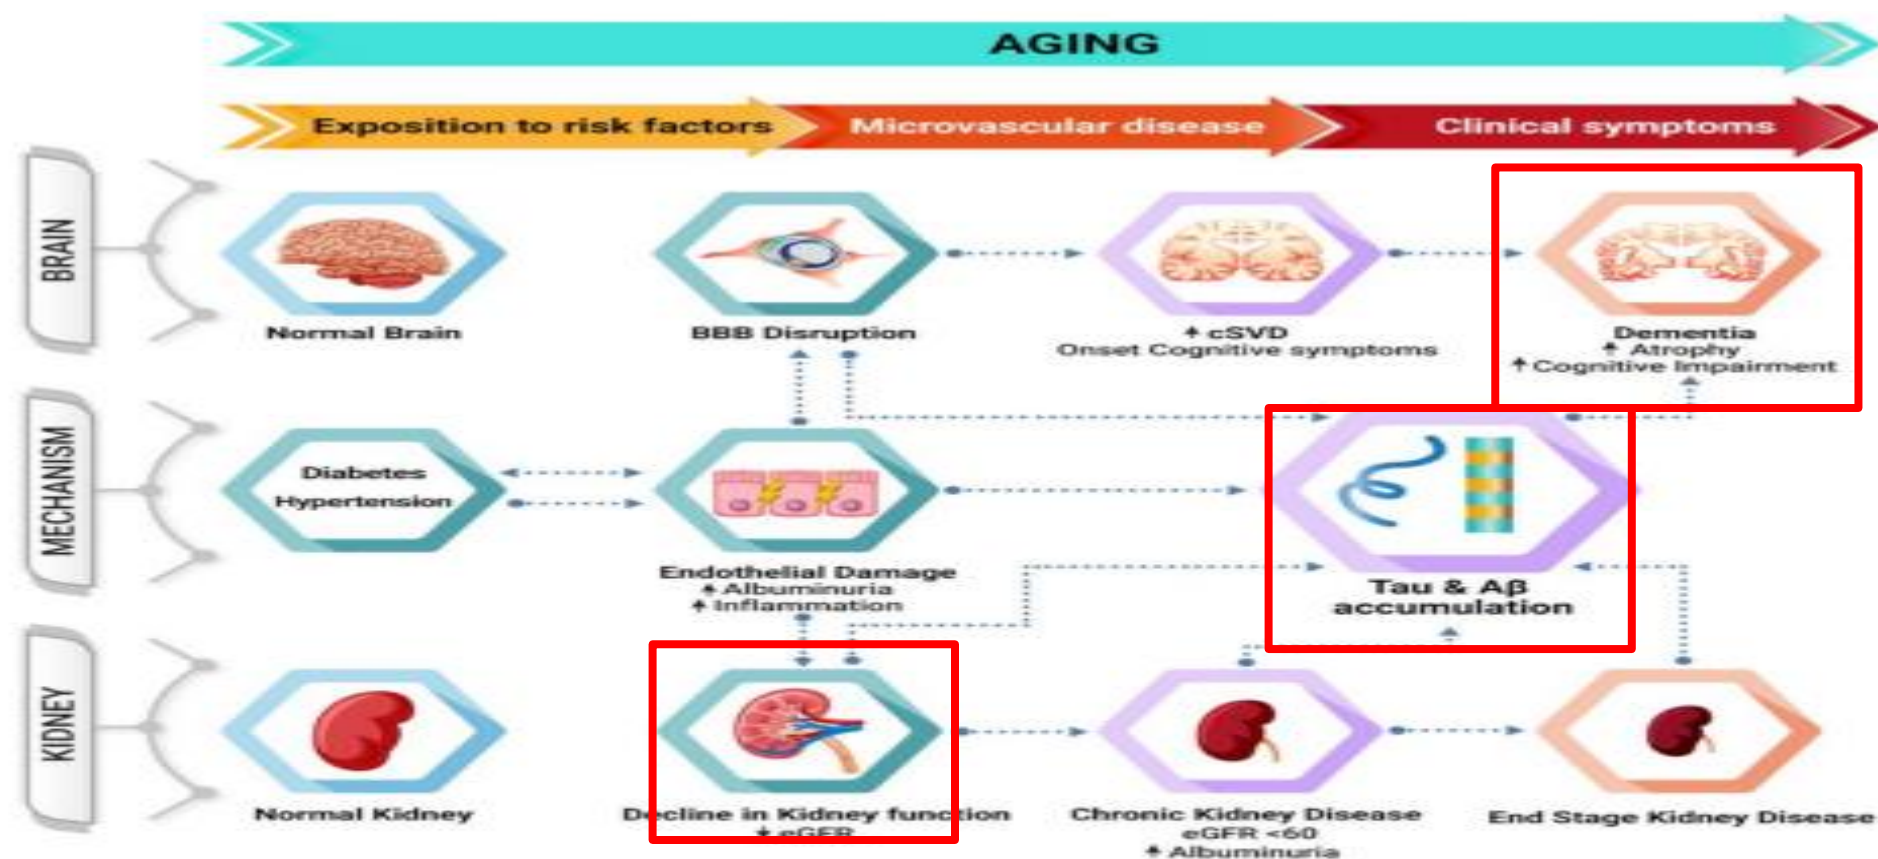 AGING
Exposition to risk factors
Microvascular disease
Clinical symptoms
BRAIN
Normal Brain
BBB Disruption
↑ cSVD
Onset Cognitive symptoms
Dementia
↑ Atrophy
↑ Cognitive Impairment
MECHANISM
Diabetes
Hypertension
Endothelial Damage
↑ Albuminuria
↑ Inflammation
Tau & Aβ
accumulation
KIDNEY
Normal Kidney
Decline in Kidney function
eGFR
Chronic Kidney Disease
eGFR <60
↑ Albuminuria
End Stage Kidney Disease